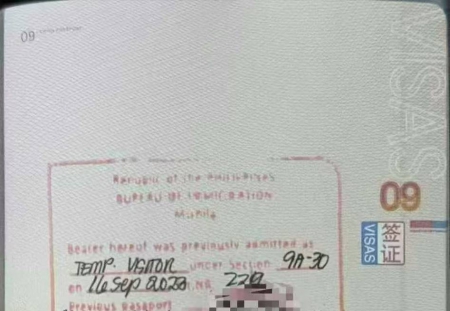 09
VISAS
Republic of the Philippines
BUREAU OF IMMIGRATION
Manila
09
签证
VISAS
Bearer hereof was previously admitted as
TEMP. VISITOR under Section 9A-30
on 16 Sep 2023
Previous passport